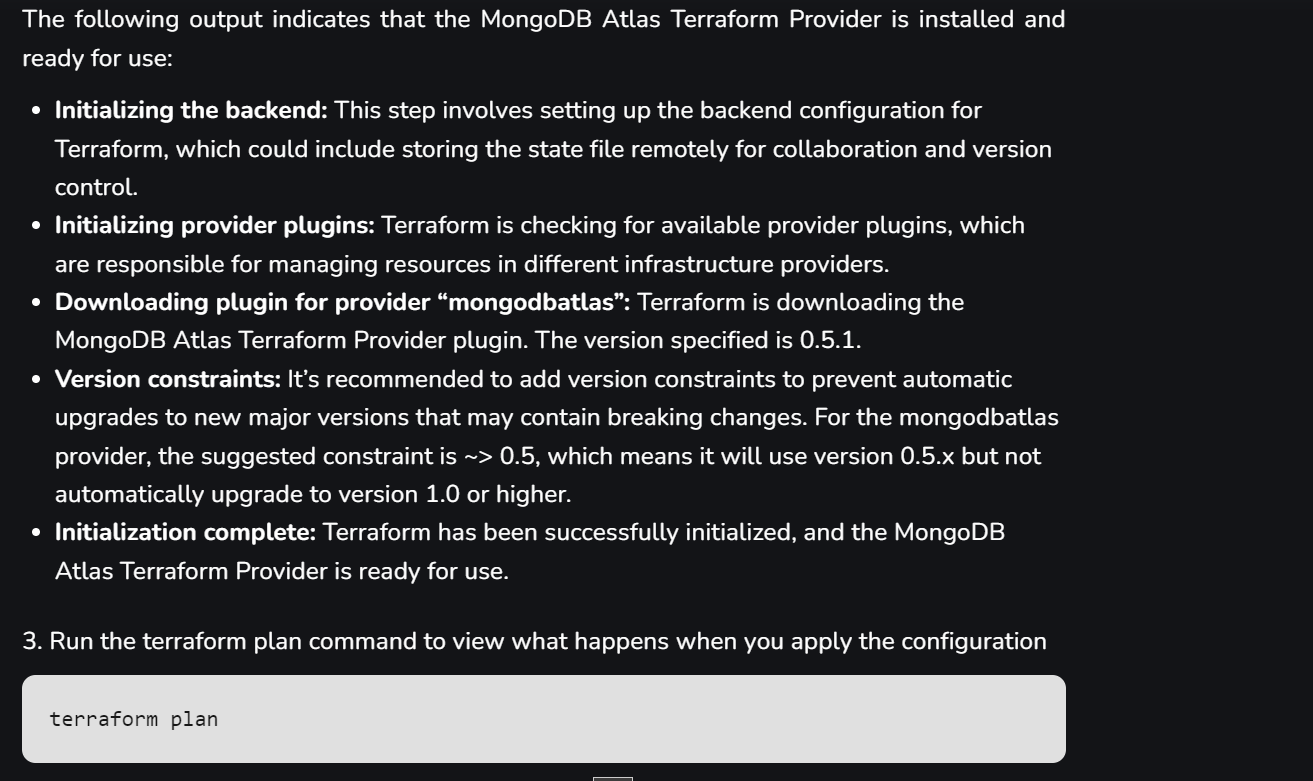 The following output indicates that the MongoDB Atlas Terraform Provider is installed and
ready for use:
• Initializing the backend: This step involves setting up the backend configuration for
Terraform, which could include storing the state file remotely for collaboration and version
control.
• Initializing provider plugins: Terraform is checking for available provider plugins, which
are responsible for managing resources in different infrastructure providers.
• Downloading plugin for provider “mongodbatlas”: Terraform is downloading the
MongoDB Atlas Terraform Provider plugin. The version specified is 0.5.1.
• Version constraints: It’s recommended to add version constraints to prevent automatic
upgrades to new major versions that may contain breaking changes. For the mongodbatlas
provider, the suggested constraint is ~> 0.5, which means it will use version 0.5.x but not
automatically upgrade to version 1.0 or higher.
• Initialization complete: Terraform has been successfully initialized, and the MongoDB
Atlas Terraform Provider is ready for use.
3. Run the terraform plan command to view what happens when you apply the configuration
terraform plan